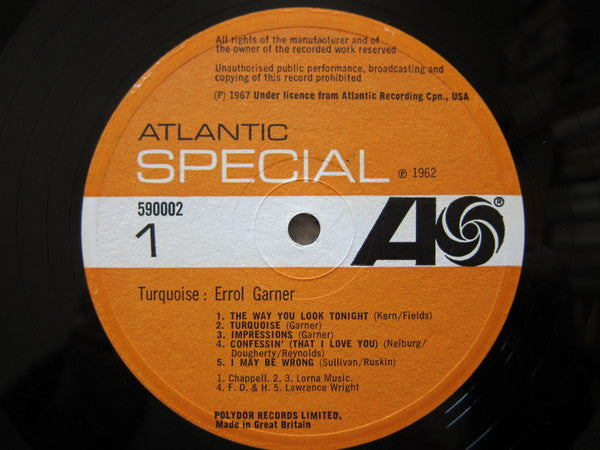 All rights of the manufacturer and of
the owner of the recorded work reserved
Unauthorised public performance, broadcasting and
copying of this record prohibited
(P) 1967 Under licence from Atlantic Recording Cpn., USA
ATLANTIC
SPECIAL ℗ 1962
590002
1
A ®
Turquoise : Errol Garner
1. THE WAY YOU LOOK TONIGHT (Kern/Fields)
2. TURQUOISE (Garner)
3. IMPRESSIONS (Garner)
4. CONFESSIN' (THAT I LOVE YOU) (Neiburg/
Dougherty/Reynolds)
5. I MAY BE WRONG (Sullivan/Ruskin)
1. Chappell. 2, 3. Lorna Music.
4. F. D. & H. 5. Lawrence Wright
POLYDOR RECORDS LIMITED,
Made in Great Britain